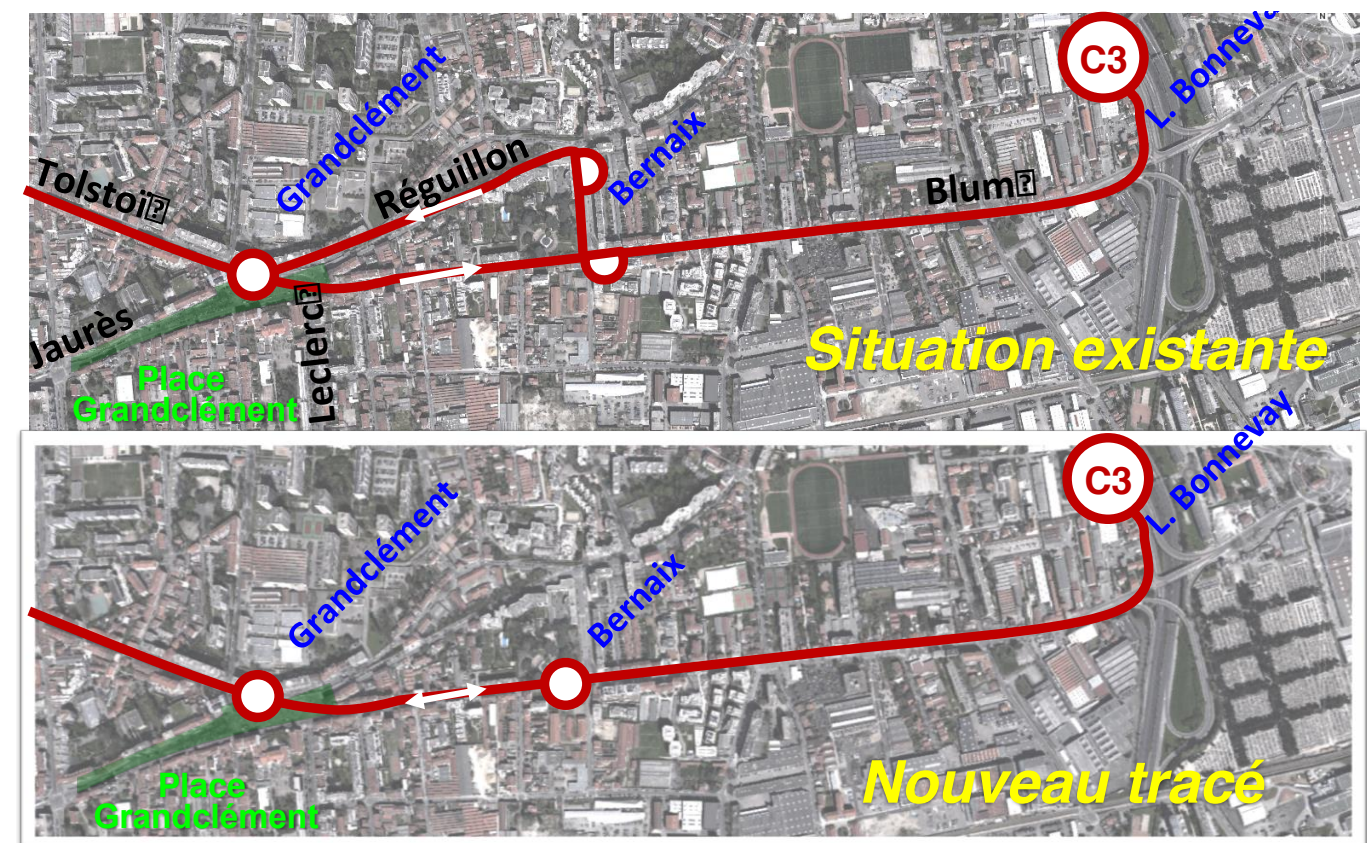 C3
L. Bonneva
Grandclément
Bernaix
Réguillon
Tolstoï
Blum
Jaurès
Leclerc
Situation existante
Place
Grandclément
C3
L. Bonnevay
Grandclément
Bernaix
Nouveau tracé
Place
Grandclément